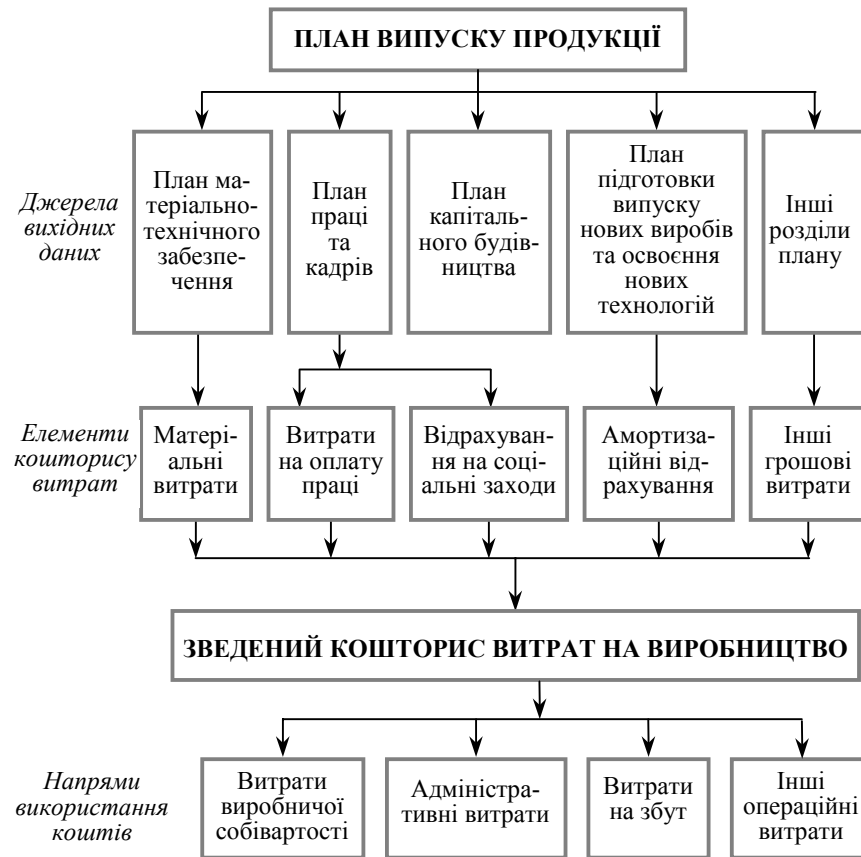 ПЛАН ВИПУСКУ ПРОДУКЦІЇ
Джерела
вихідних
даних
План ма-
теріально-
технічного
забезпе-
чення
План
праці
та
кадрів
План
капіталь-
ного будів-
ництва
План
підготовки
випуску
нових виробів
та освоєння
нових
технологій
Інші
розділи
плану
Елементи
кошторису
витрат
Матері-
альні
витрати
Витрати
на оплату
праці
Відрахуван-
ня на соці-
альні заходи
Амортиза-
ційні від-
рахування
Інші
грошові
витрати
ЗВЕДЕНИЙ КОШТОРИС ВИТРАТ НА ВИРОБНИЦТВО
Напрями
використання
коштів
Витрати
виробничої
собівартості
Адміністра-
тивні витрати
Витрати
на збут
Інші
операційні
витрати